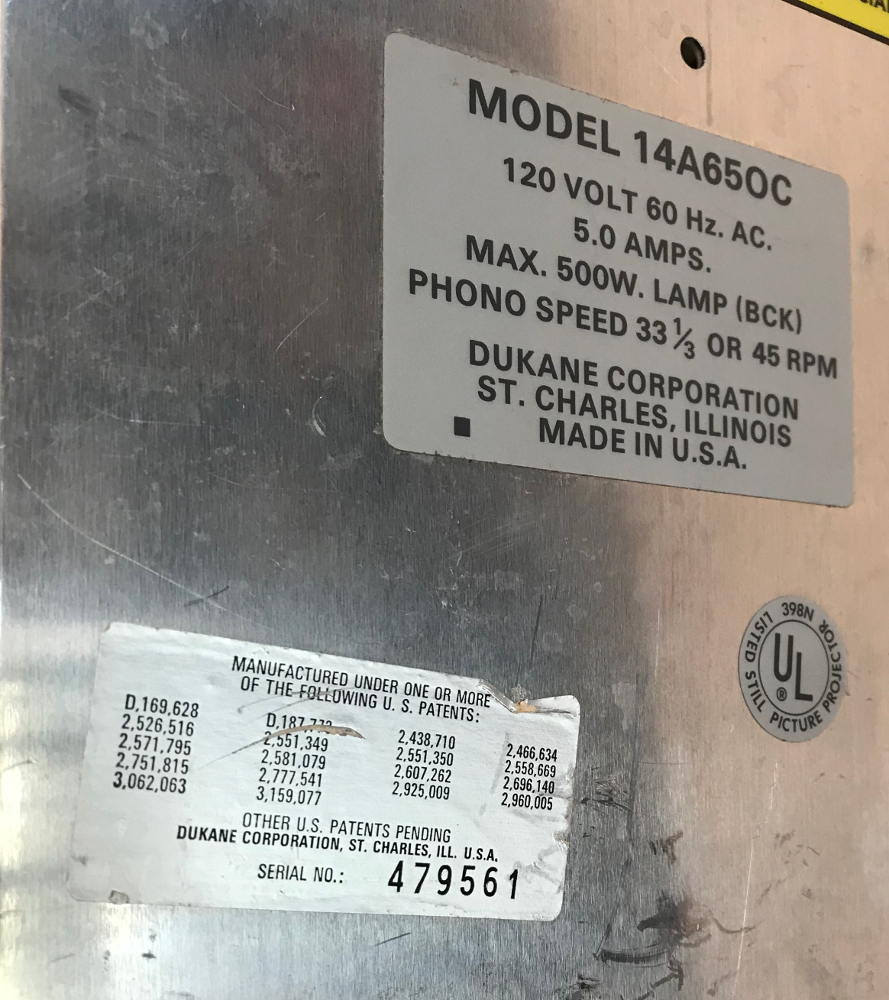 MODEL 14A65OC
120 VOLT 60 Hz. AC.
5.0 AMPS.
MAX. 500W. LAMP (BCK)
PHONO SPEED 33 1/3 OR 45 RPM
DUKANE CORPORATION
ST. CHARLES, ILLINOIS
MADE IN U.S.A.
398N
LISTED STILL PICTURE PROJECTOR
UL ®
MANUFACTURED UNDER ONE OR MORE
OF THE FOLLOWING U. S. PATENTS:
D,169,628 D,187,773 2,438,710 2,466,634
2,526,516 2,551,349 2,551,350 2,558,669
2,571,795 2,581,079 2,607,262 2,696,140
2,751,815 2,777,541 2,925,009 2,960,005
3,062,063 3,159,077
OTHER U.S. PATENTS PENDING
DUKANE CORPORATION, ST. CHARLES, ILL. U.S.A.
SERIAL NO.: 479561